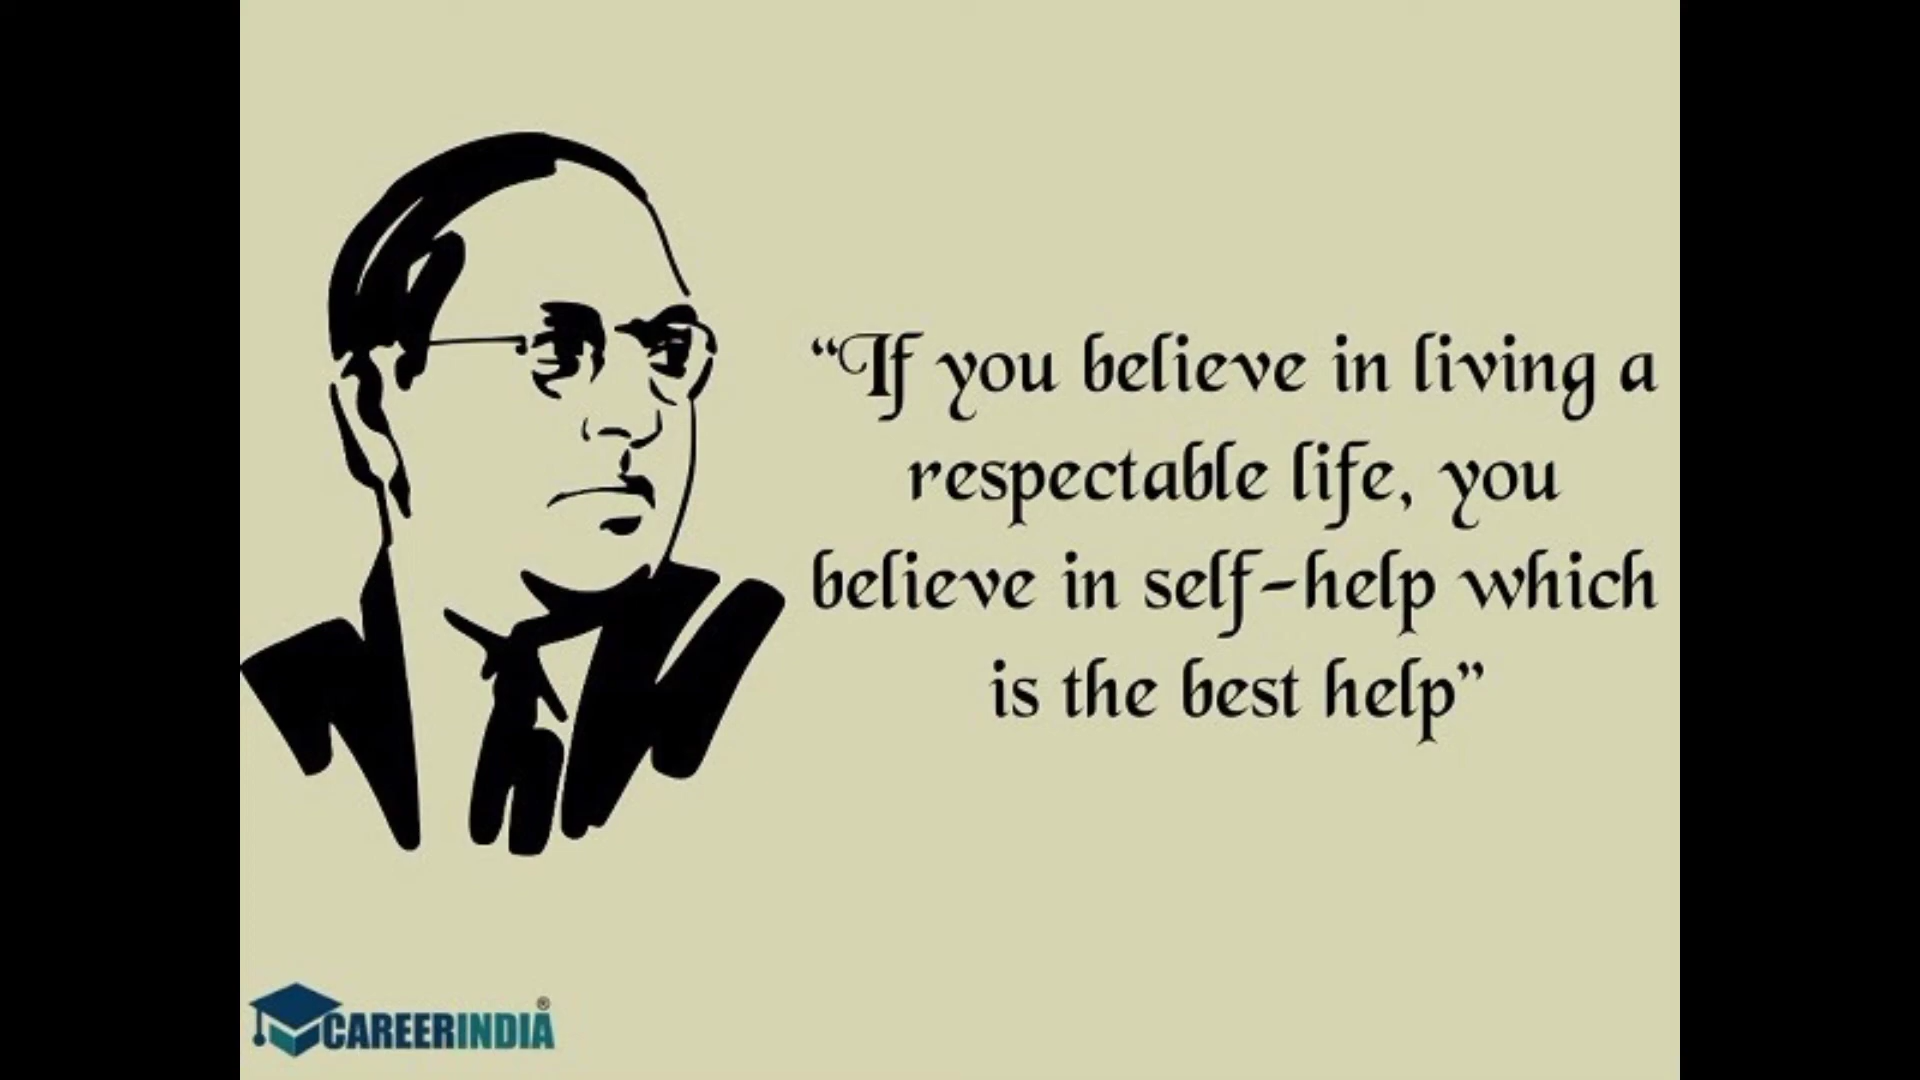 “If you believe in living a
respectable life, you
believe in self-help which
is the best help”
CAREERINDIA®